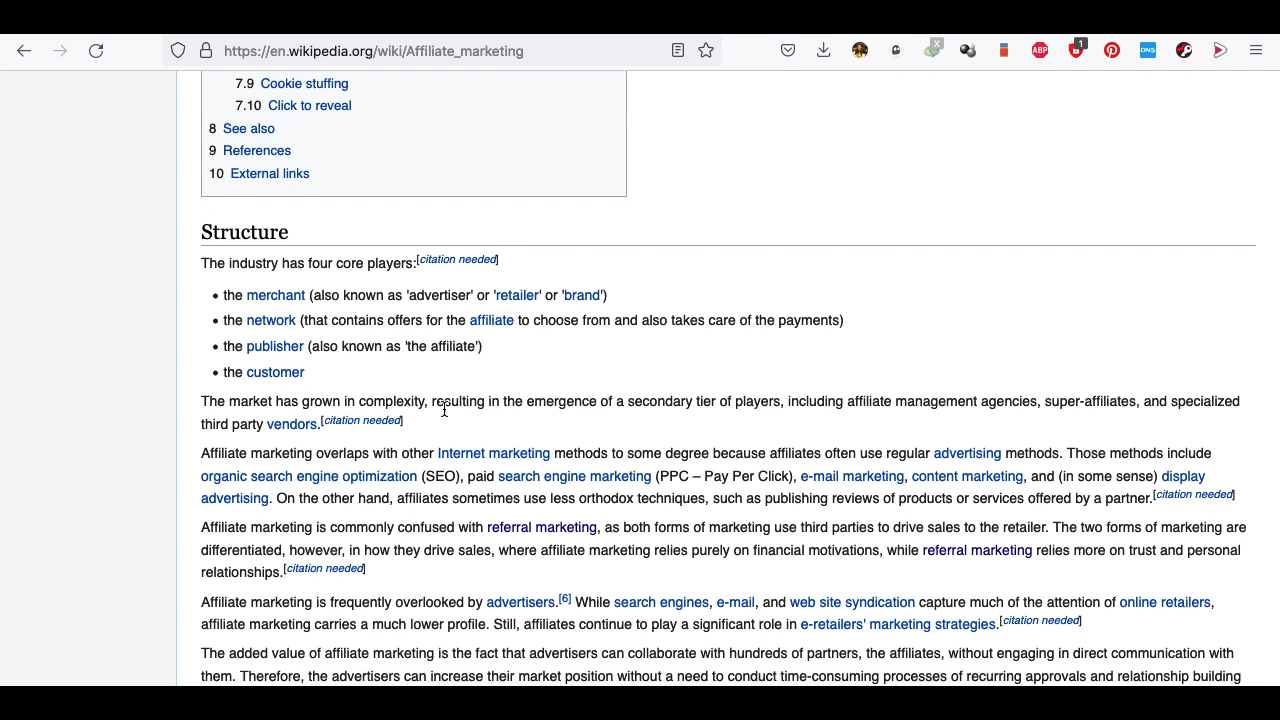 https://en.wikipedia.org/wiki/Affiliate_marketing
X
ABP
1
DNS
7.9 Cookie stuffing
7.10 Click to reveal
8 See also
9 References
10 External links
Structure
The industry has four core players:[citation needed]
• the merchant (also known as 'advertiser' or 'retailer' or 'brand')
• the network (that contains offers for the affiliate to choose from and also takes care of the payments)
• the publisher (also known as 'the affiliate')
• the customer
The market has grown in complexity, resulting in the emergence of a secondary tier of players, including affiliate management agencies, super-affiliates, and specialized
third party vendors.[citation needed]
Affiliate marketing overlaps with other Internet marketing methods to some degree because affiliates often use regular advertising methods. Those methods include
organic search engine optimization (SEO), paid search engine marketing (PPC – Pay Per Click), e-mail marketing, content marketing, and (in some sense) display
advertising. On the other hand, affiliates sometimes use less orthodox techniques, such as publishing reviews of products or services offered by a partner.[citation needed]
Affiliate marketing is commonly confused with referral marketing, as both forms of marketing use third parties to drive sales to the retailer. The two forms of marketing are
differentiated, however, in how they drive sales, where affiliate marketing relies purely on financial motivations, while referral marketing relies more on trust and personal
relationships.[citation needed]
Affiliate marketing is frequently overlooked by advertisers.[6] While search engines, e-mail, and web site syndication capture much of the attention of online retailers,
affiliate marketing carries a much lower profile. Still, affiliates continue to play a significant role in e-retailers' marketing strategies.[citation needed]
The added value of affiliate marketing is the fact that advertisers can collaborate with hundreds of partners, the affiliates, without engaging in direct communication with
them. Therefore, the advertisers can increase their market position without a need to conduct time-consuming processes of recurring approvals and relationship building